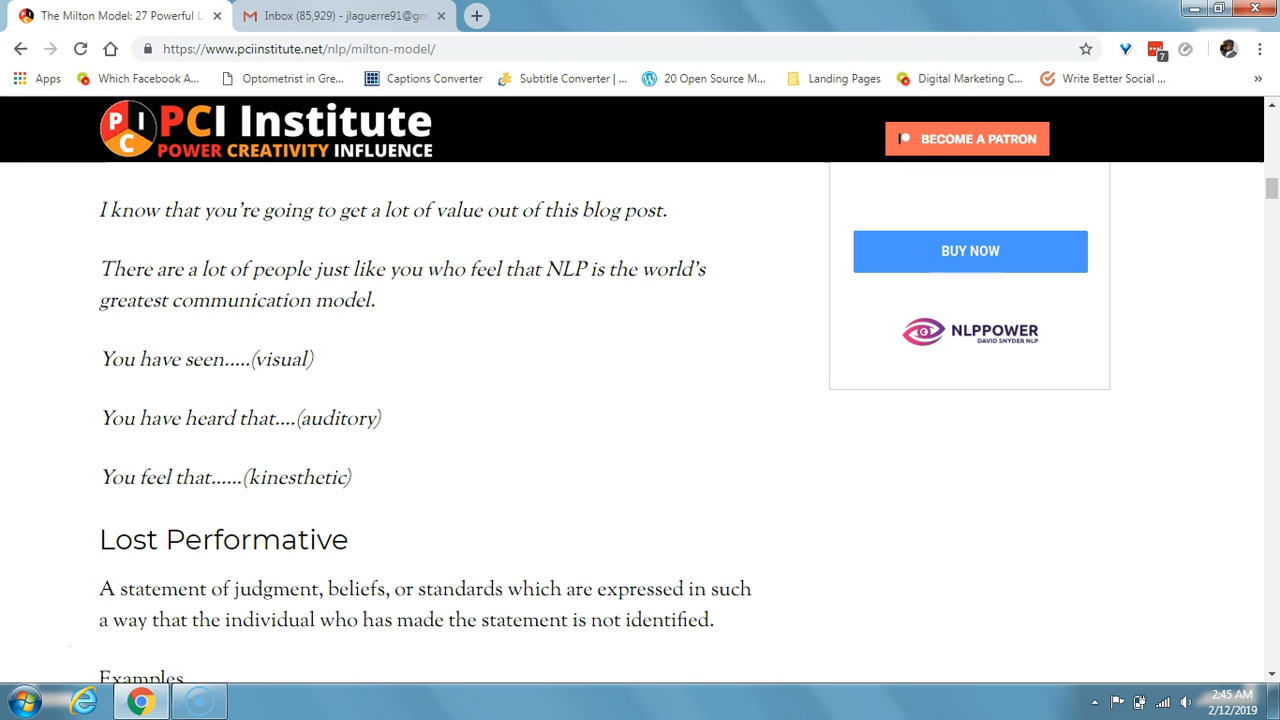 The Milton Model: 27 Powerful L
Inbox (85,929) - jlaguerre91@gm
https://www.pciinstitute.net/nlp/milton-model/
7
Apps
Which Facebook A...
Optometrist in Gre...
Captions Converter
Subtitle Converter | ...
20 Open Source M...
Landing Pages
Digital Marketing C...
Write Better Social ...
»
P I C
PCI Institute
POWER CREATIVITY INFLUENCE
BECOME A PATRON
I know that you're going to get a lot of value out of this blog post.
There are a lot of people just like you who feel that NLP is the world's
greatest communication model.
You have seen.....(visual)
You have heard that....(auditory)
You feel that......(kinesthetic)
BUY NOW
NLPPOWER
DAVID SNYDER NLP
Lost Performative
A statement of judgment, beliefs, or standards which are expressed in such
a way that the individual who has made the statement is not identified.
Examples
2:45 AM
2/12/2019